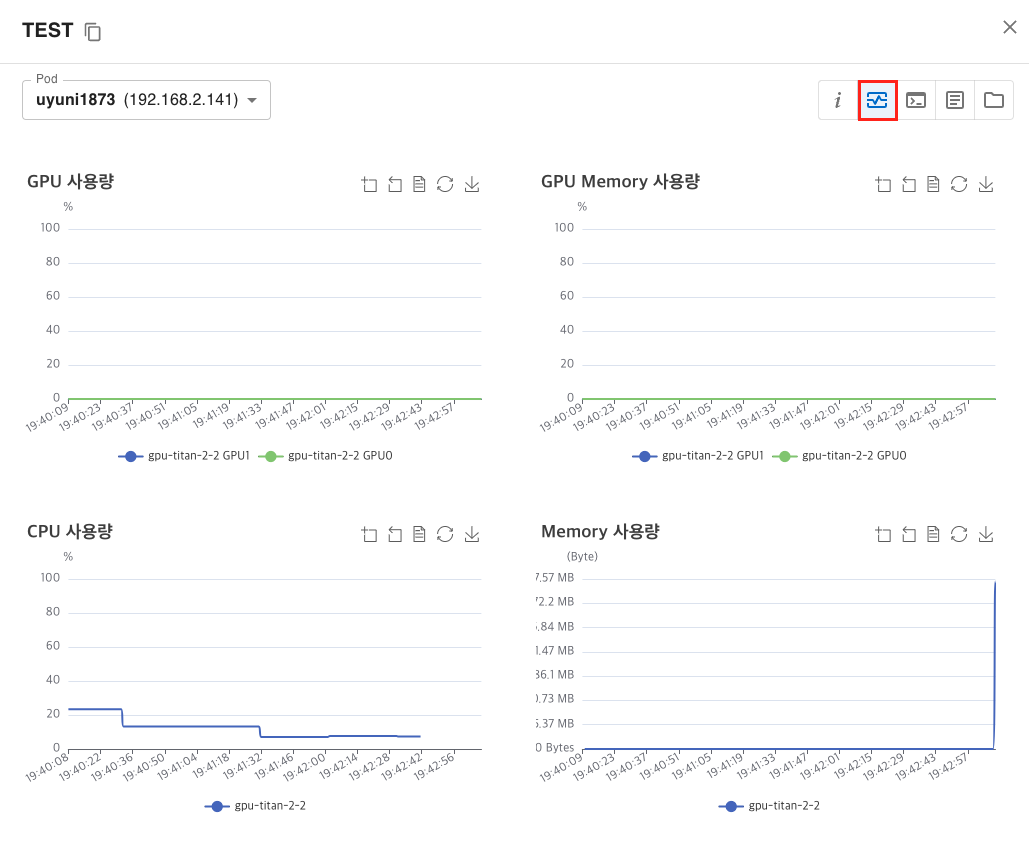 TEST
Pod
uyuni1873 (192.168.2.141)
i
GPU 사용량
%
100
80
60
40
20
0
19:40:09 19:40:23 19:40:37 19:40:51 19:41:05 19:41:19 19:41:33 19:41:47 19:42:01 19:42:15 19:42:29 19:42:43 19:42:57
gpu-titan-2-2 GPU1 gpu-titan-2-2 GPU0
GPU Memory 사용량
%
100
80
60
40
20
0
19:40:09 19:40:23 19:40:37 19:40:51 19:41:05 19:41:19 19:41:33 19:41:47 19:42:01 19:42:15 19:42:29 19:42:43 19:42:57
gpu-titan-2-2 GPU1 gpu-titan-2-2 GPU0
CPU 사용량
%
100
80
60
40
20
0
19:40:08 19:40:22 19:40:36 19:40:50 19:41:04 19:41:18 19:41:32 19:41:46 19:42:00 19:42:14 19:42:28 19:42:42 19:42:56
gpu-titan-2-2
Memory 사용량
(Byte)
7.57 MB
72.2 MB
.84 MB
1.47 MB
36.1 MB
0.73 MB
5.37 MB
0 Bytes
19:40:09 19:40:23 19:40:37 19:40:51 19:41:05 19:41:19 19:41:33 19:41:47 19:42:01 19:42:15 19:42:29 19:42:43 19:42:57
gpu-titan-2-2